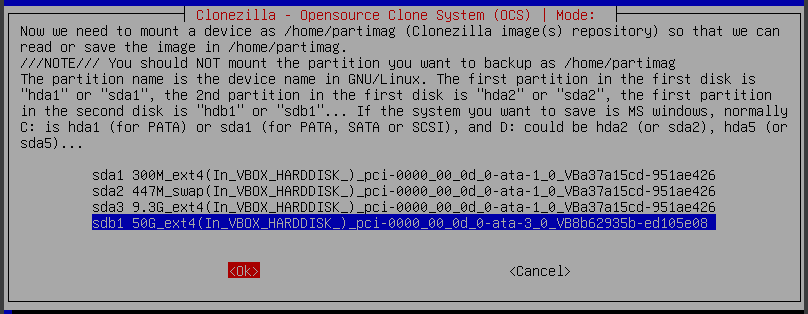 Clonezilla - Opensource Clone System (OCS) | Mode:
Now we need to mount a device as /home/partimag (Clonezilla image(s) repository) so that we can
read or save the image in /home/partimag.
///NOTE/// You should NOT mount the partition you want to backup as /home/partimag
The partition name is the device name in GNU/Linux. The first partition in the first disk is
"hda1" or "sda1", the 2nd partition in the first disk is "hda2" or "sda2", the first partition
in the second disk is "hdb1" or "sdb1"... If the system you want to save is MS windows, normally
C: is hda1 (for PATA) or sda1 (for PATA, SATA or SCSI), and D: could be hda2 (or sda2), hda5 (or
sda5)...
sda1 300M_ext4(In_VBOX_HARDDISK_)_pci-0000_00_0d_0-ata-1_0_VBa37a15cd-951ae426
sda2 447M_swap(In_VBOX_HARDDISK_)_pci-0000_00_0d_0-ata-1_0_VBa37a15cd-951ae426
sda3 9.3G_ext4(In_VBOX_HARDDISK_)_pci-0000_00_0d_0-ata-1_0_VBa37a15cd-951ae426
sdb1 50G_ext4(In_VBOX_HARDDISK_)_pci-0000_00_0d_0-ata-3_0_VB8b62935b-ed105e08
<Ok> <Cancel>